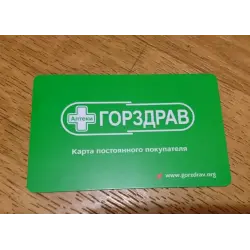 Аптеки ГОРЗДРАВ
Карта постоянного покупателя
www.gorzdrav.org